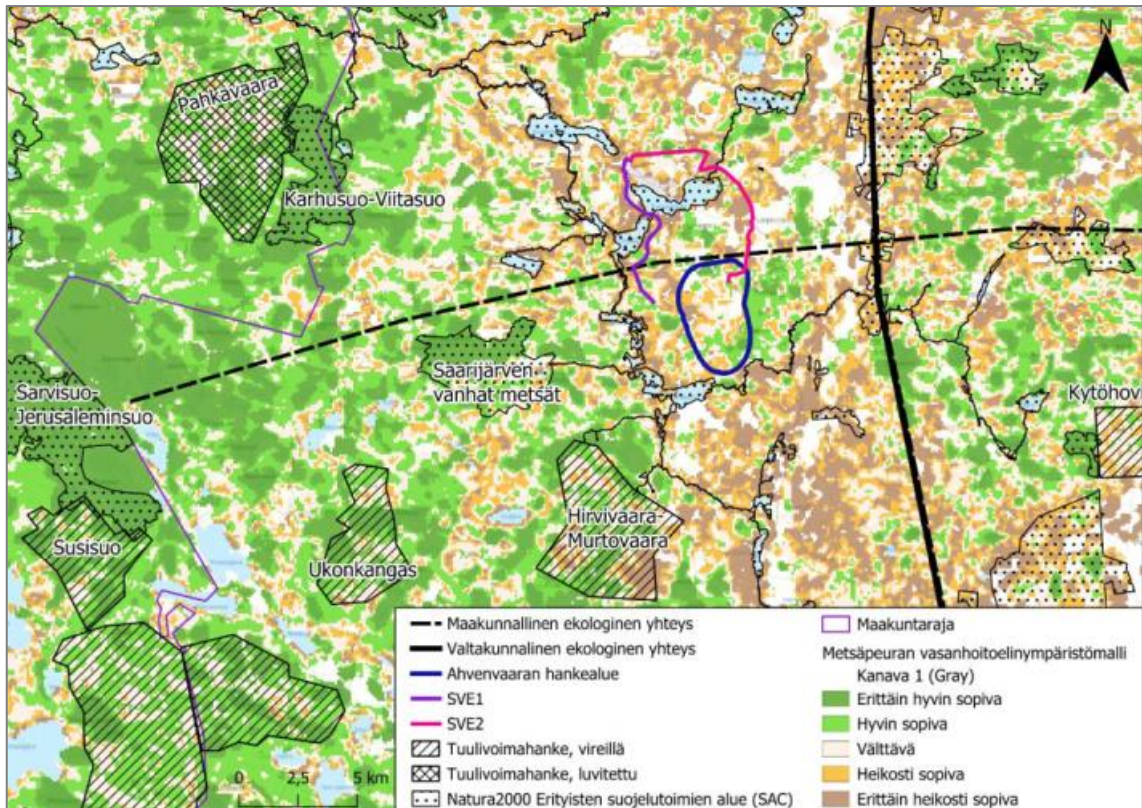 N
Pahkavaara
Karhusuo-Viitasuo
Saarijärven
vanhat metsät
Sarvisuo-
Jerusaleminsuo
Kytöhov
Susisuo
Ukonkangas
Hirvivaara-
Murtovaara
0 2,5 5 km
Maakunnallinen ekologinen yhteys
Valtakunnallinen ekologinen yhteys
Ahvenvaaran hankealue
SVE1
SVE2
Tuulivoimahanke, vireillä
Tuulivoimahanke, luvitettu
Natura2000 Erityisten suojelutoimien alue (SAC)
Maakuntaraja
Metsäpeuran vasanhoitoelinympäristömalli
Kanava 1 (Gray)
Erittäin hyvin sopiva
Hyvin sopiva
Välttävä
Heikosti sopiva
Erittäin heikosti sopiva